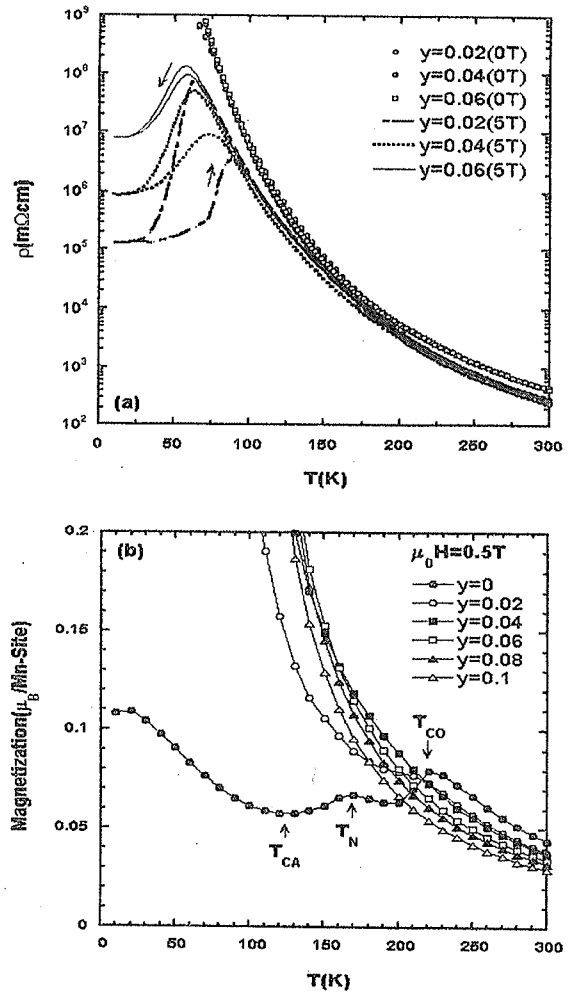 10⁹
10⁸
10⁷
10⁶
10⁵
10⁴
10³
10²
ρ[mΩcm)
y=0.02(0T)
y=0.04(0T)
y=0.06(0T)
y=0.02(5T)
y=0.04(5T)
y=0.06(5T)
(a)
0 50 100 150 200 250 300
T(K)
0.2
0.15
0.1
0.05
0
Magnetization(μB/Mn-Site)
(b)
μ0H=0.5T
y=0
y=0.02
y=0.04
y=0.06
y=0.08
y=0.1
TCO
TN
TCA
0 50 100 150 200 250 300
T(K)